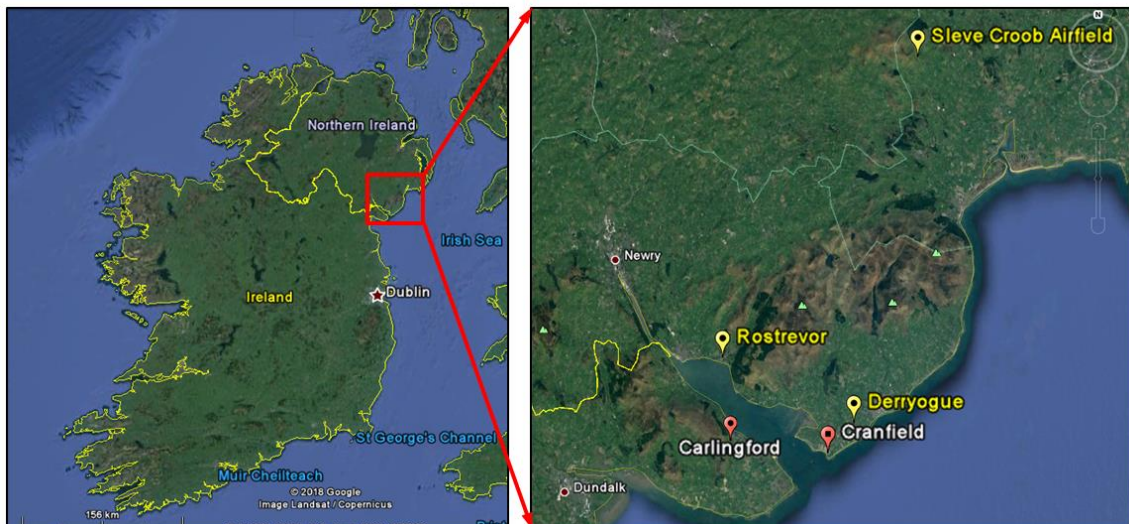 Northern Ireland
Irish Sea
Ireland
Dublin
St George's Channel
Muir Cheilteach
© 2018 Google
Image Landsat / Copernicus
156 km
N
Sleve Croob Airfield
Newry
Rostrevor
Derryogue
Cranfield
Carlingford
Dundalk